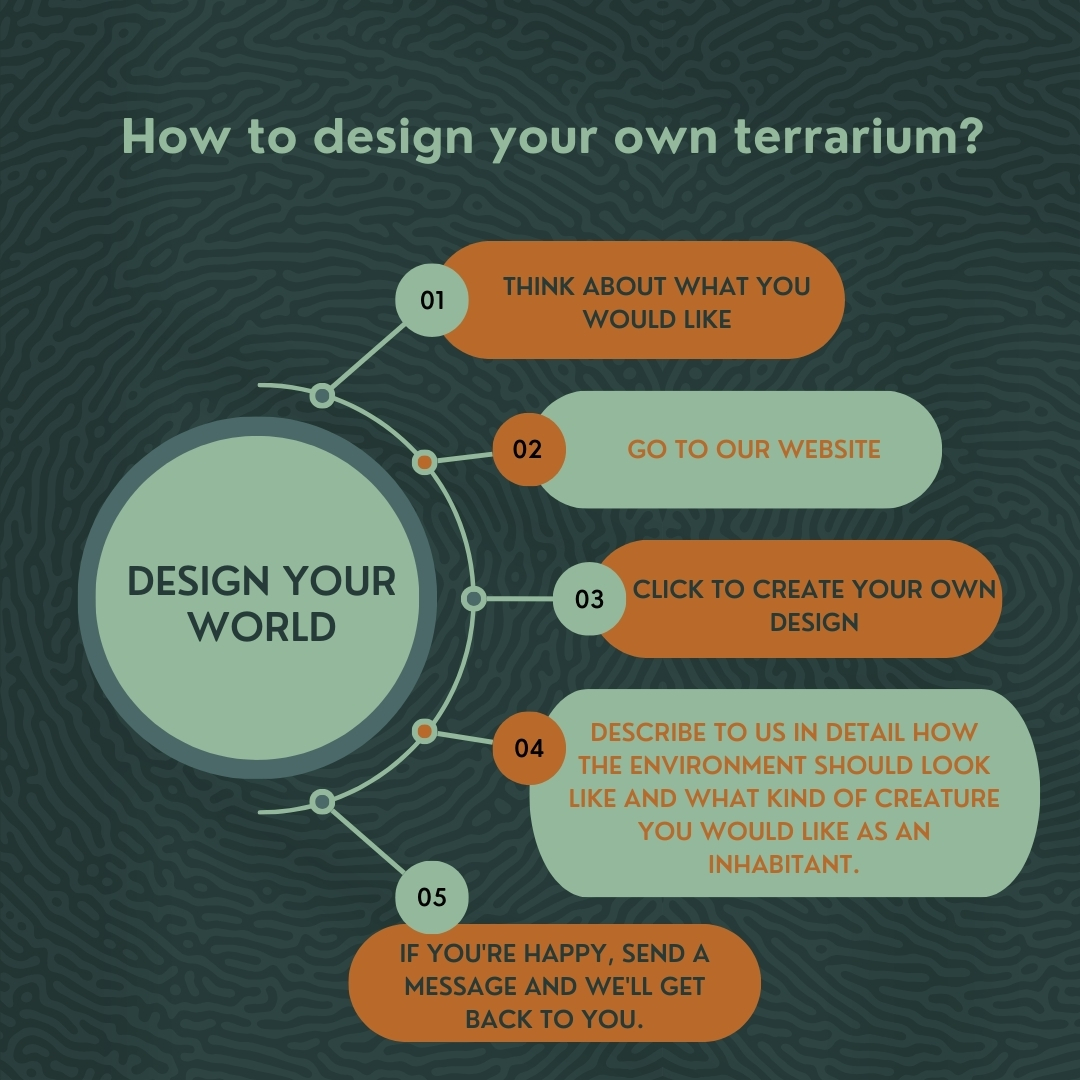 How to design your own terrarium?
01
THINK ABOUT WHAT YOU
WOULD LIKE
02
GO TO OUR WEBSITE
DESIGN YOUR
WORLD
03
CLICK TO CREATE YOUR OWN
DESIGN
04
DESCRIBE TO US IN DETAIL HOW
THE ENVIRONMENT SHOULD LOOK
LIKE AND WHAT KIND OF CREATURE
YOU WOULD LIKE AS AN
INHABITANT.
05
IF YOU'RE HAPPY, SEND A
MESSAGE AND WE'LL GET
BACK TO YOU.